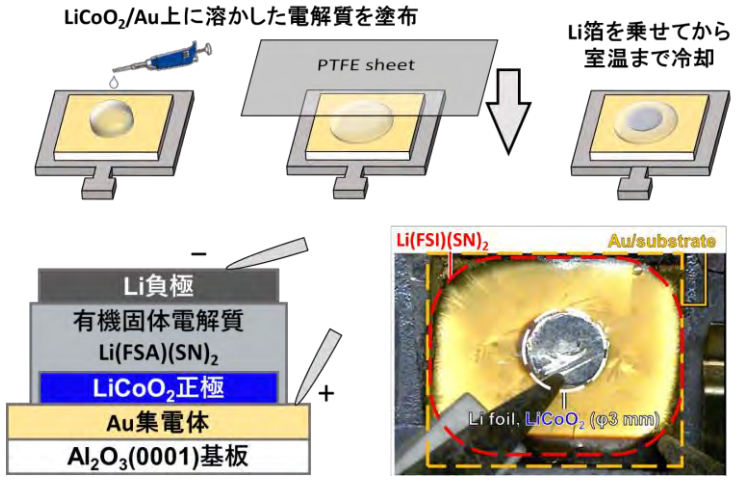 LiCoO₂/Au上に溶かした電解質を塗布
PTFE sheet
Li箔を乗せてから
室温まで冷却
−
Li負極
有機固体電解質
Li(FSA)(SN)₂
LiCoO₂正極
+
Au集電体
Al₂O₃(0001)基板
Li(FSI)(SN)₂
Au/substrate
Li foil, LiCoO₂ (φ3 mm)